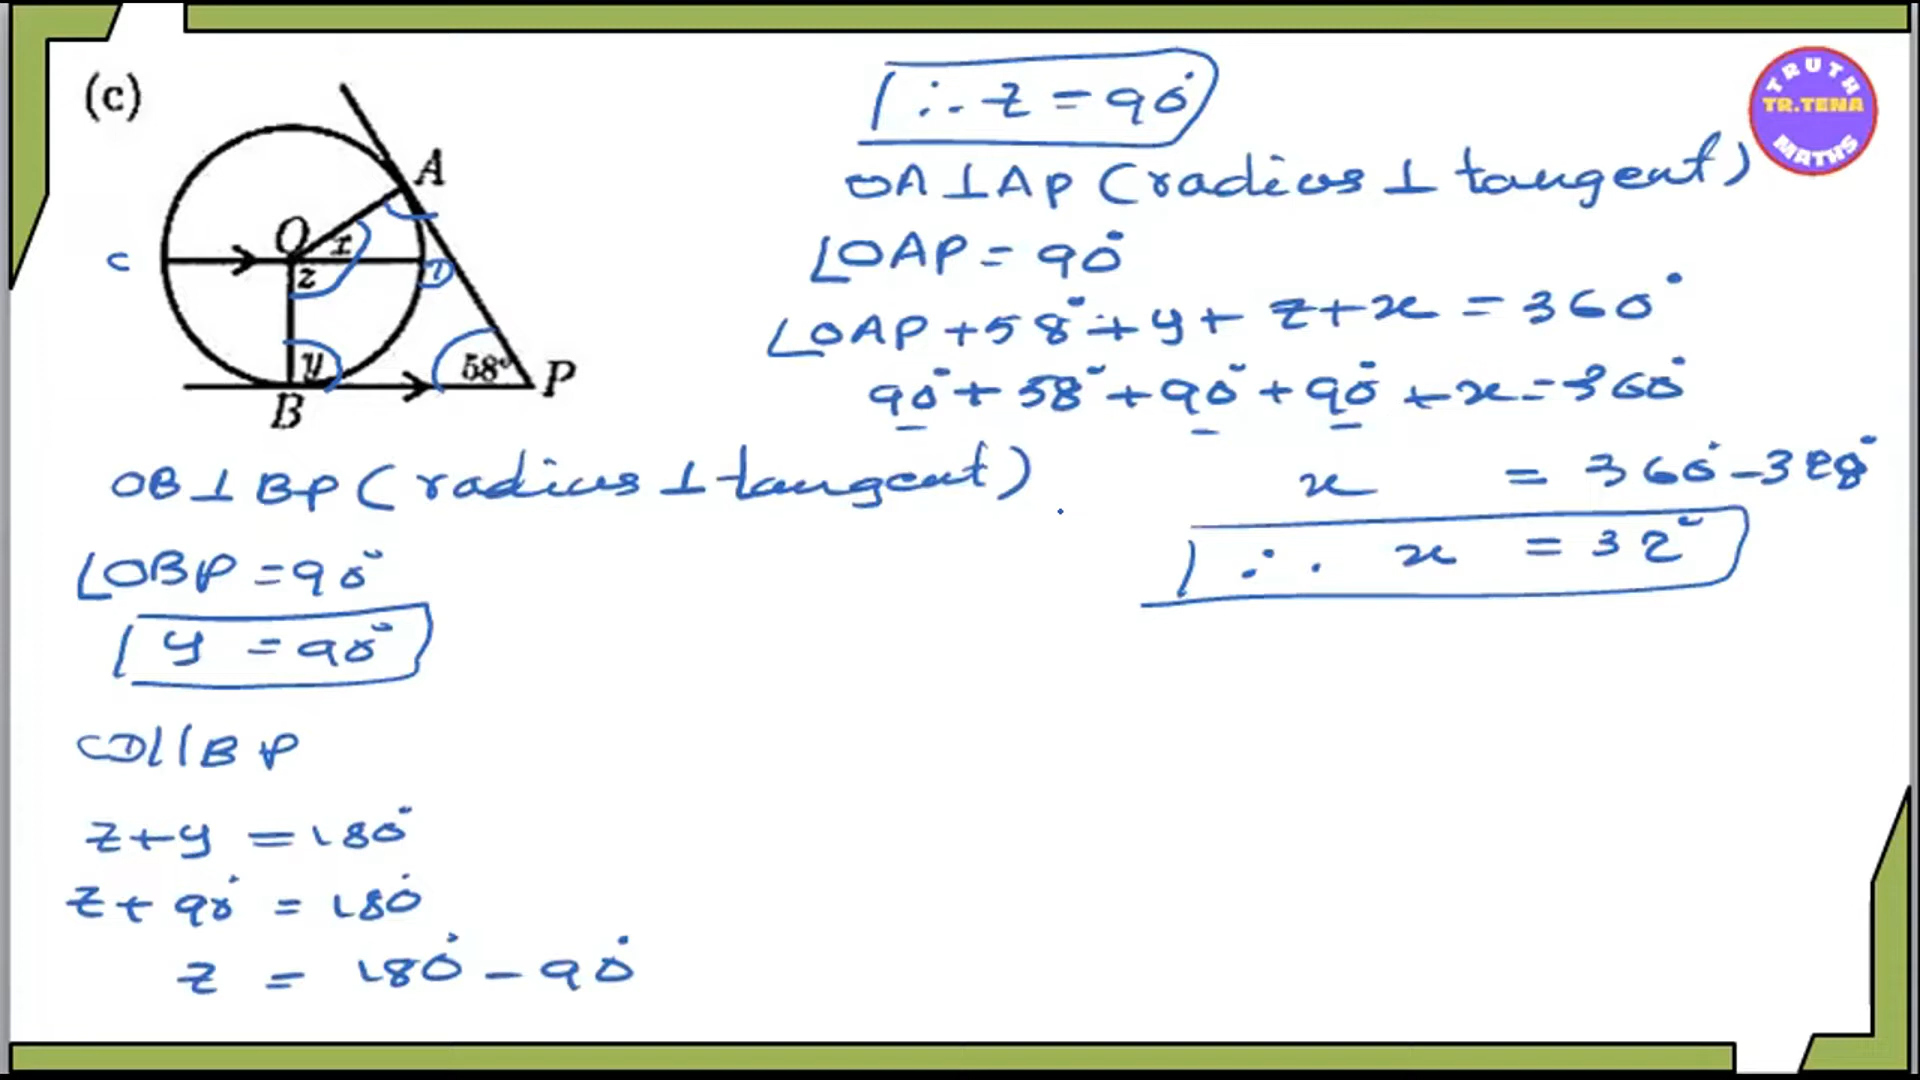 (c)
A
O
x
C
z
D
y
58°
P
B
OB⊥BP (radius ⊥ tangent)
∠OBP = 90°
y = 90°
CD||BP
z+y = 180°
z+90° = 180°
z = 180° - 90°
∴ z = 90°
OA⊥AP (radius ⊥ tangent)
∠OAP = 90°
∠OAP + 58° + y + z + x = 360°
90° + 58° + 90° + 90° + x = 360°
x = 360° - 328°
∴ x = 32°
TRUTH
TR.TENA
MATHS